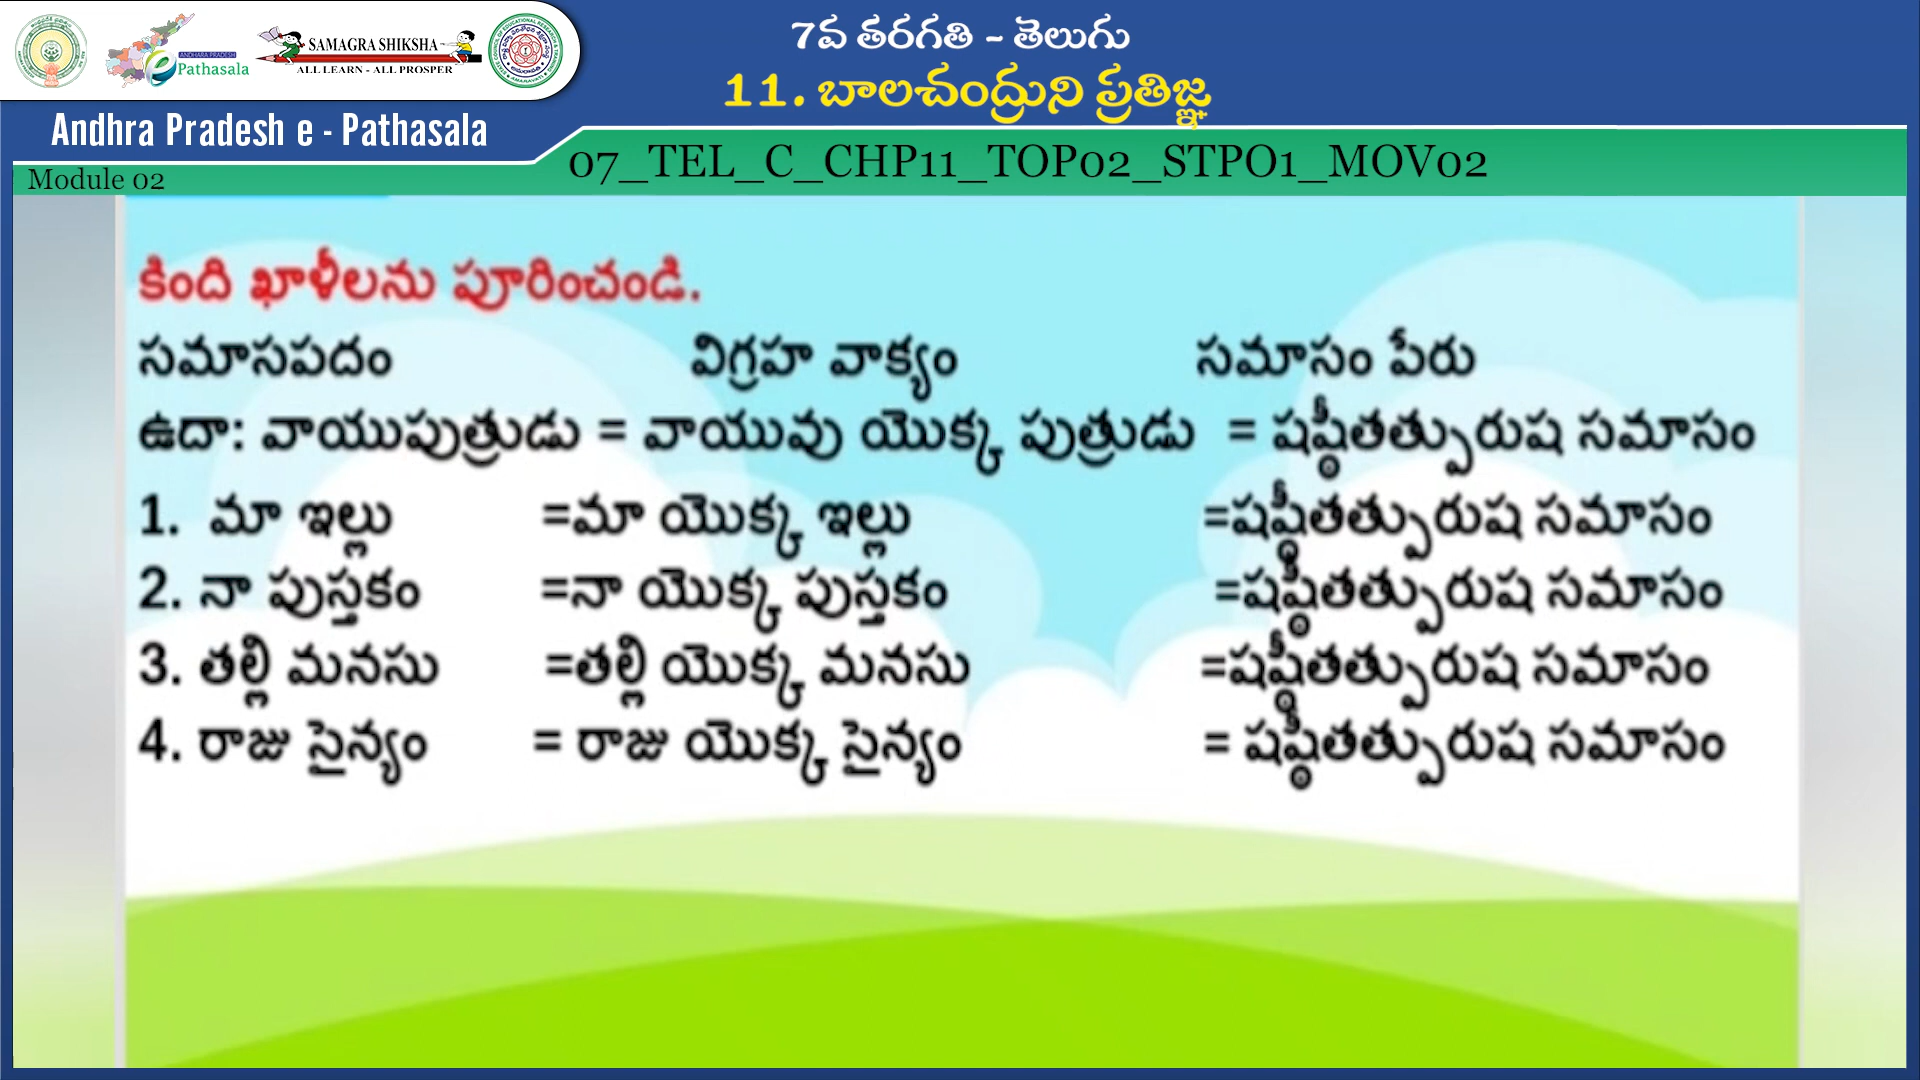 ANDHRA PRADESH
Pathasala
SAMAGRA SHIKSHA
ALL LEARN - ALL PROSPER
7వ తరగతి - తెలుగు
11. బాలచంద్రుని ప్రతిజ్ఞ
Andhra Pradesh e - Pathasala
07_TEL_C_CHP11_TOP02_STPO1_MOV02
Module 02
కింది ఖాళీలను పూరించండి.
సమాసపదం విగ్రహ వాక్యం సమాసం పేరు
ఉదా: వాయుపుత్రుడు = వాయువు యొక్క పుత్రుడు = షష్ఠీతత్పురుష సమాసం
1. మా ఇల్లు =మా యొక్క ఇల్లు =షష్ఠీతత్పురుష సమాసం
2. నా పుస్తకం =నా యొక్క పుస్తకం =షష్ఠీతత్పురుష సమాసం
3. తల్లి మనసు =తల్లి యొక్క మనసు =షష్ఠీతత్పురుష సమాసం
4. రాజు సైన్యం = రాజు యొక్క సైన్యం = షష్ఠీతత్పురుష సమాసం